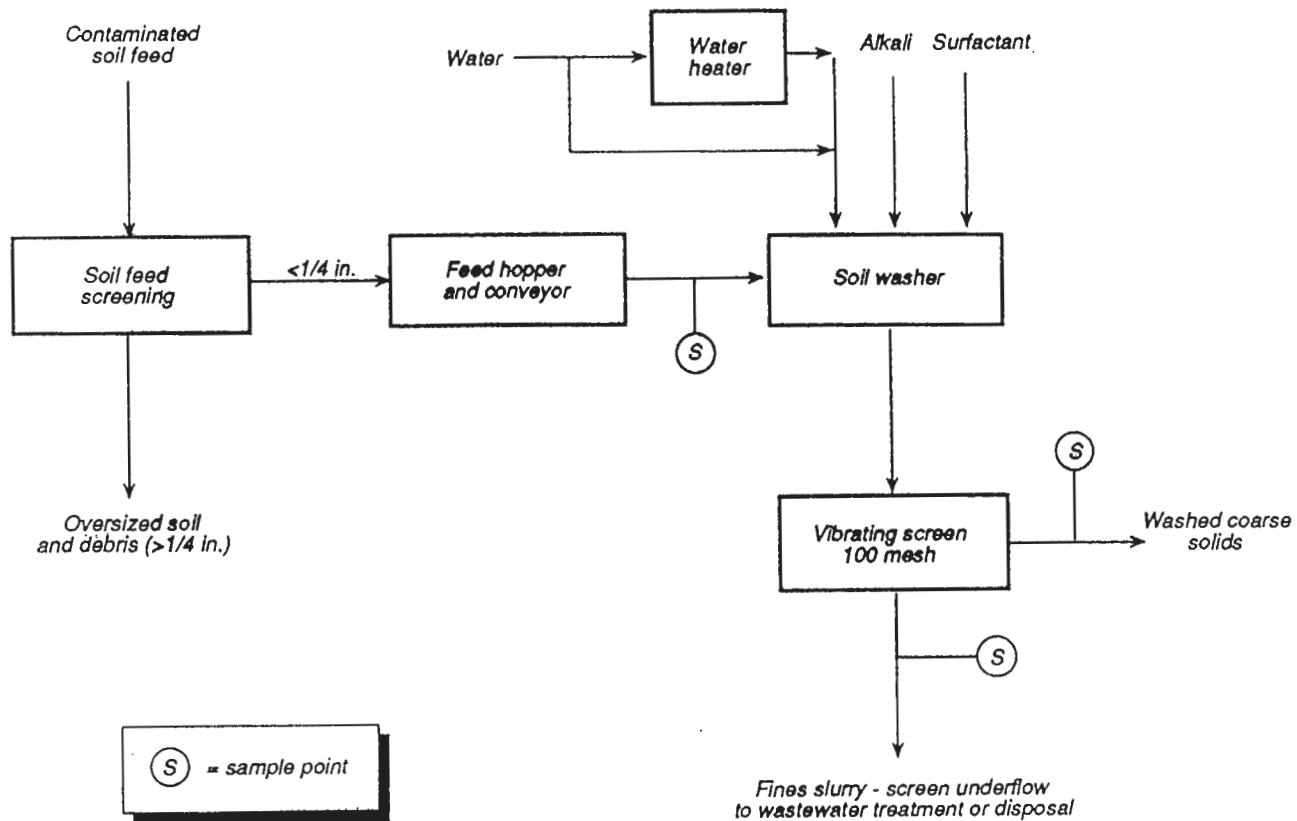 Contaminated
soil feed
Water
Water
heater
Alkali
Surfactant
Soil feed
screening
<1/4 in.
Feed hopper
and conveyor
Soil washer
S
S
Oversized soil
and debris (>1/4 in.)
Vibrating screen
100 mesh
Washed coarse
solids
S
S = sample point
Fines slurry - screen underflow
to wastewater treatment or disposal